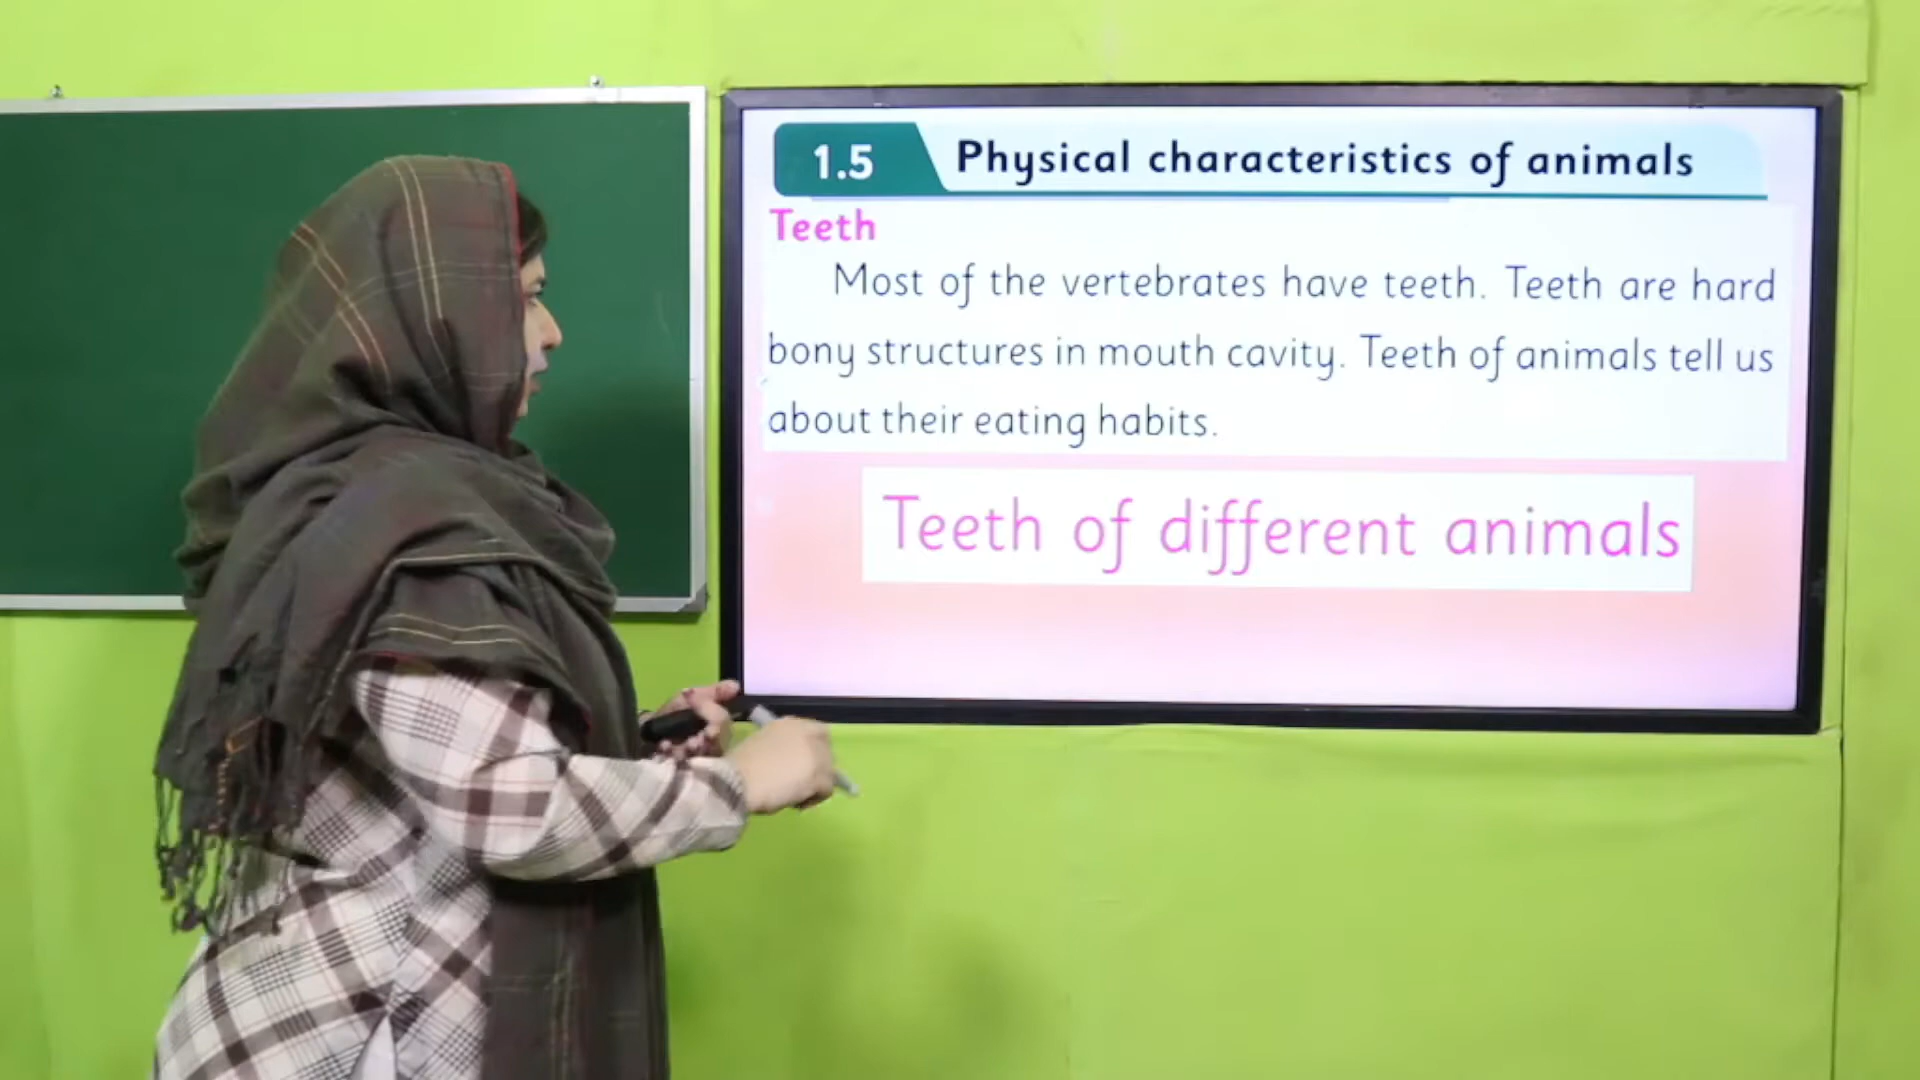 1.5 Physical characteristics of animals
Teeth
Most of the vertebrates have teeth. Teeth are hard
bony structures in mouth cavity. Teeth of animals tell us
about their eating habits.
Teeth of different animals